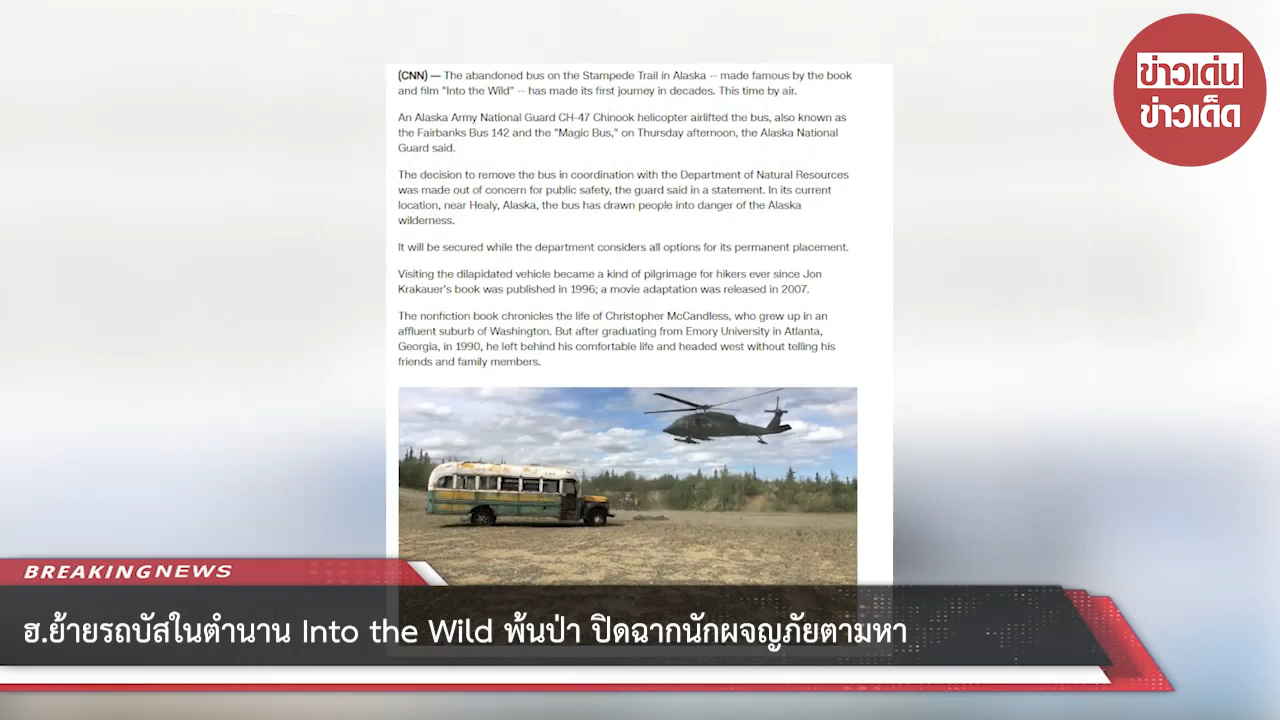 ข่าวเด่น
ข่าวเด็ด
(CNN) — The abandoned bus on the Stampede Trail in Alaska -- made famous by the book
and film "Into the Wild" -- has made its first journey in decades. This time by air.
An Alaska Army National Guard CH-47 Chinook helicopter airlifted the bus, also known as
the Fairbanks Bus 142 and the "Magic Bus," on Thursday afternoon, the Alaska National
Guard said.
The decision to remove the bus in coordination with the Department of Natural Resources
was made out of concern for public safety, the guard said in a statement. In its current
location, near Healy, Alaska, the bus has drawn people into danger of the Alaska
wilderness.
It will be secured while the department considers all options for its permanent placement.
Visiting the dilapidated vehicle became a kind of pilgrimage for hikers ever since Jon
Krakauer's book was published in 1996; a movie adaptation was released in 2007.
The nonfiction book chronicles the life of Christopher McCandless, who grew up in an
affluent suburb of Washington. But after graduating from Emory University in Atlanta,
Georgia, in 1990, he left behind his comfortable life and headed west without telling his
friends and family members.
BREAKING NEWS
ฮ.ย้ายรถบัสในตำนาน Into the Wild พ้นป่า ปิดฉากนักผจญภัยตามหา